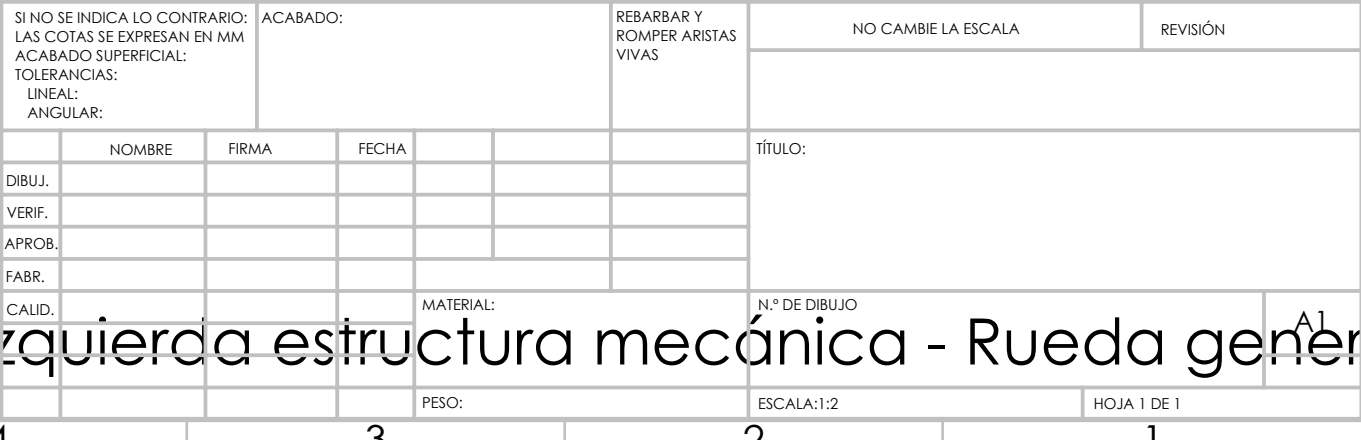 SI NO SE INDICA LO CONTRARIO:
LAS COTAS SE EXPRESAN EN MM
ACABADO SUPERFICIAL:
TOLERANCIAS:
LINEAL:
ANGULAR:
ACABADO:
REBARBAR Y
ROMPER ARISTAS
VIVAS
NO CAMBIE LA ESCALA
REVISIÓN
NOMBRE
FIRMA
FECHA
TÍTULO:
DIBUJ.
VERIF.
APROB.
FABR.
CALID.
MATERIAL:
N.º DE DIBUJO
A1
zquierda estructura mecánica - Rueda gener
PESO:
ESCALA:1:2
HOJA 1 DE 1
4
3
2
1